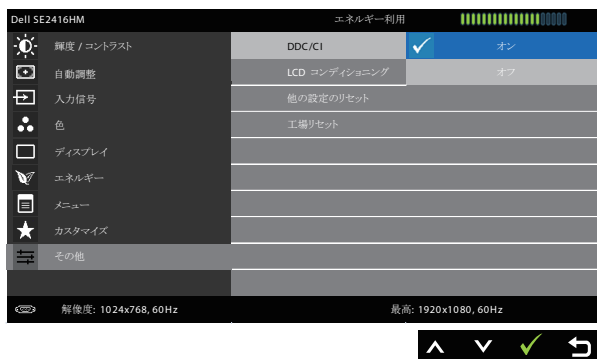 Dell SE2416HM エネルギー利用
輝度 / コントラスト DDC/CI オン
自動調整 LCD コンディショニング オフ
入力信号 他の設定のリセット
色 工場リセット
ディスプレイ
エネルギー
メニュー
カスタマイズ
その他
解像度: 1024x768, 60Hz 最高: 1920x1080, 60Hz